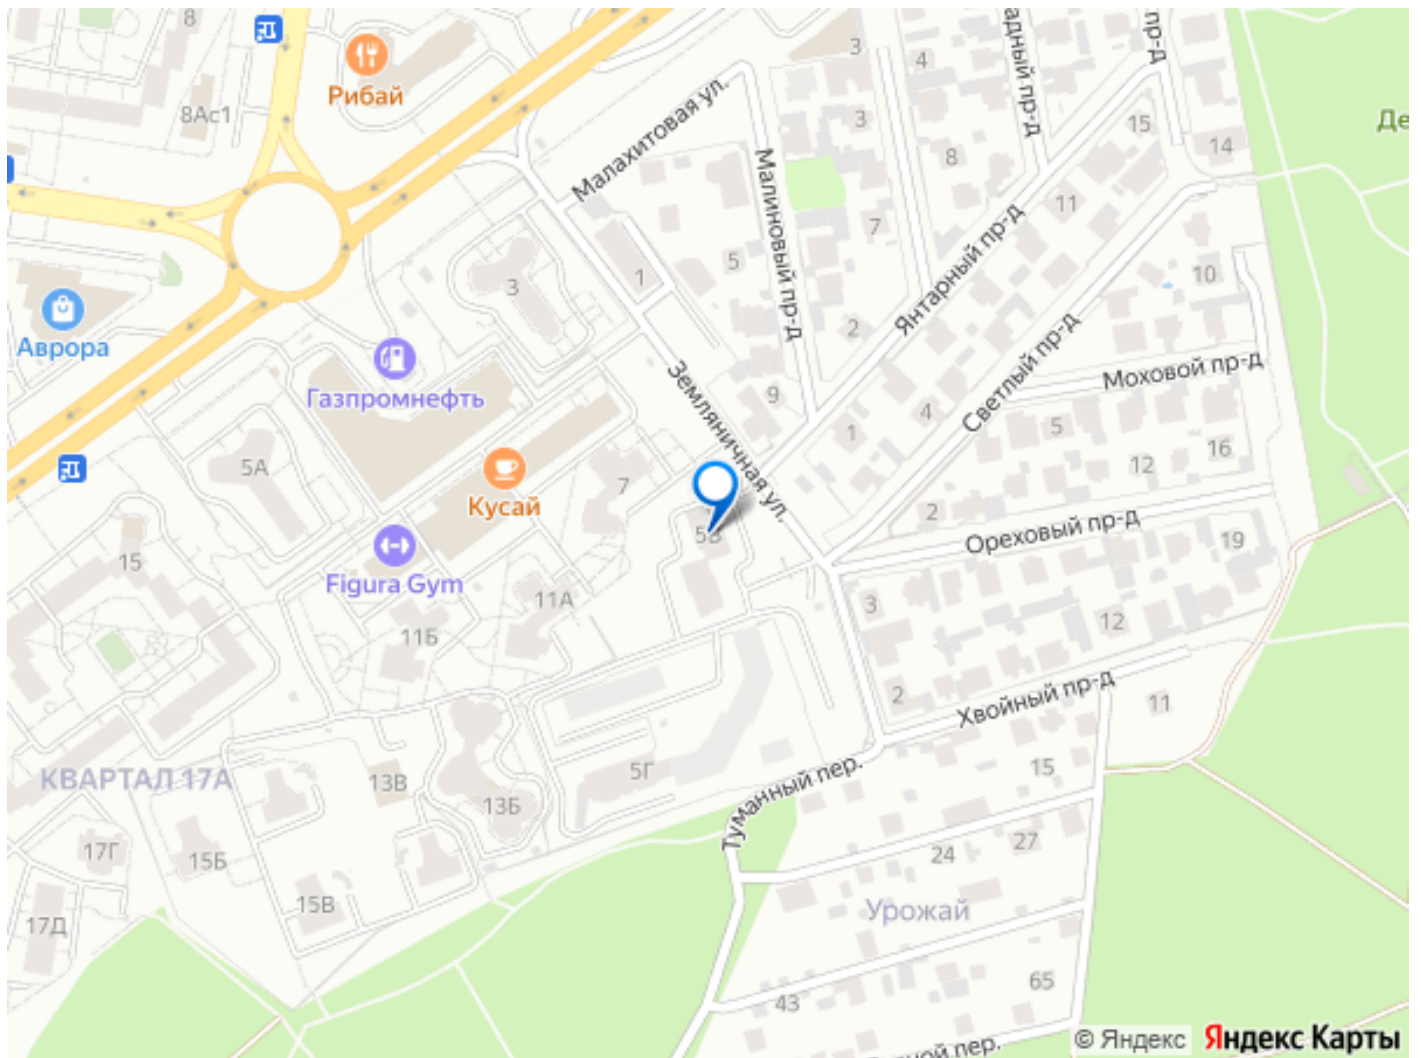 8
Рибай
8Ас1
Аврора
Газпромнефть
Кусай
Figura Gym
Малахитовая ул.
Малиновый пр-д
Земляничная ул.
Янтарный пр-д
Светлый пр-д
Моховой пр-д
Ореховый пр-д
Хвойный пр-д
Туманный пер.
пр-д
3
4
3
8
7
15
14
11
10
5
1
3
2
9
4
1
5
16
12
2
5А
7
15
11А
11Б
19
3
12
2
11
КВАРТАЛ 17А
13В
13Б
5Г
15
17Г
15Б
24
27
15В
17Д
Урожай
43
65
пер.
© Яндекс
Яндекс Карты